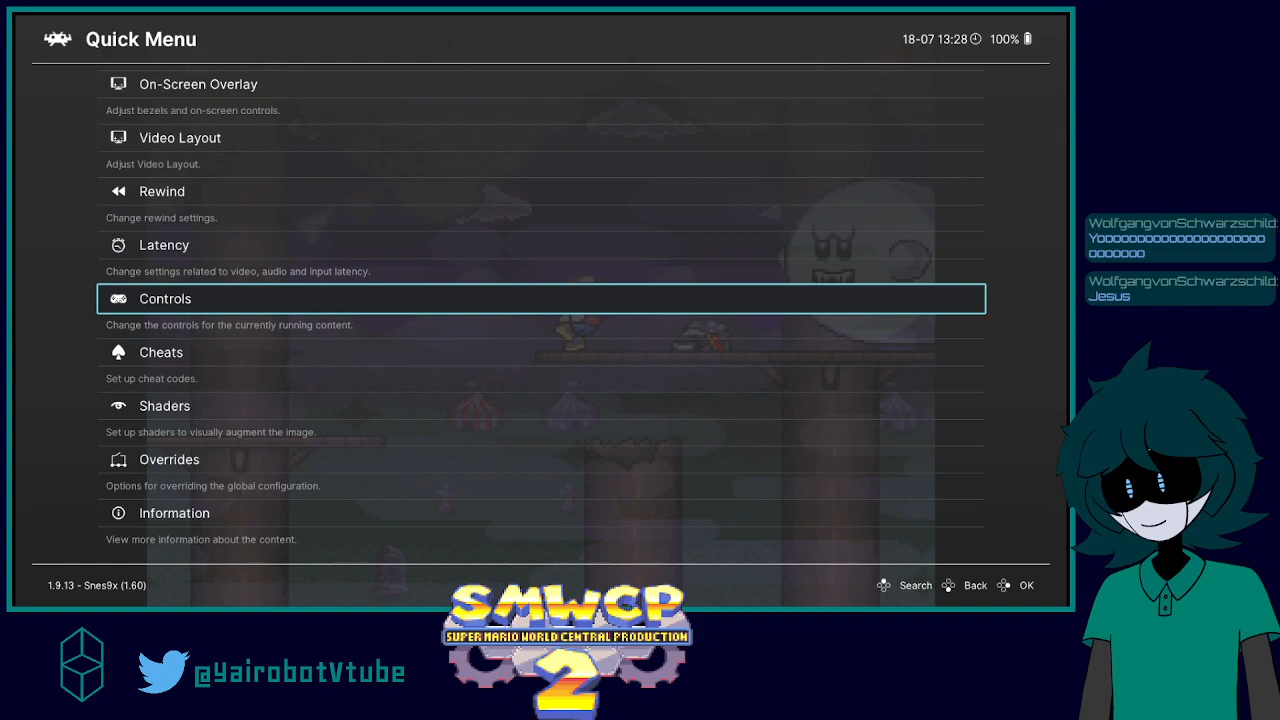 Quick Menu
18-07 13:28 100%
On-Screen Overlay
Adjust bezels and on-screen controls.
Video Layout
Adjust Video Layout.
Rewind
Change rewind settings.
Latency
Change settings related to video, audio and input latency.
Controls
Change the controls for the currently running content.
Cheats
Set up cheat codes.
Shaders
Set up shaders to visually augment the image.
Overrides
Options for overriding the global configuration.
Information
View more information about the content.
1.9.13 - Snes9x (1.60)
Search Back OK
WolfgangvonSchwarzschild:
Yoooooooooooooooooooo
ooooooo
WolfgangvonSchwarzschild:
Jesus
SMWCP
SUPER MARIO WORLD CENTRAL PRODUCTION
2
@YairobotVtube